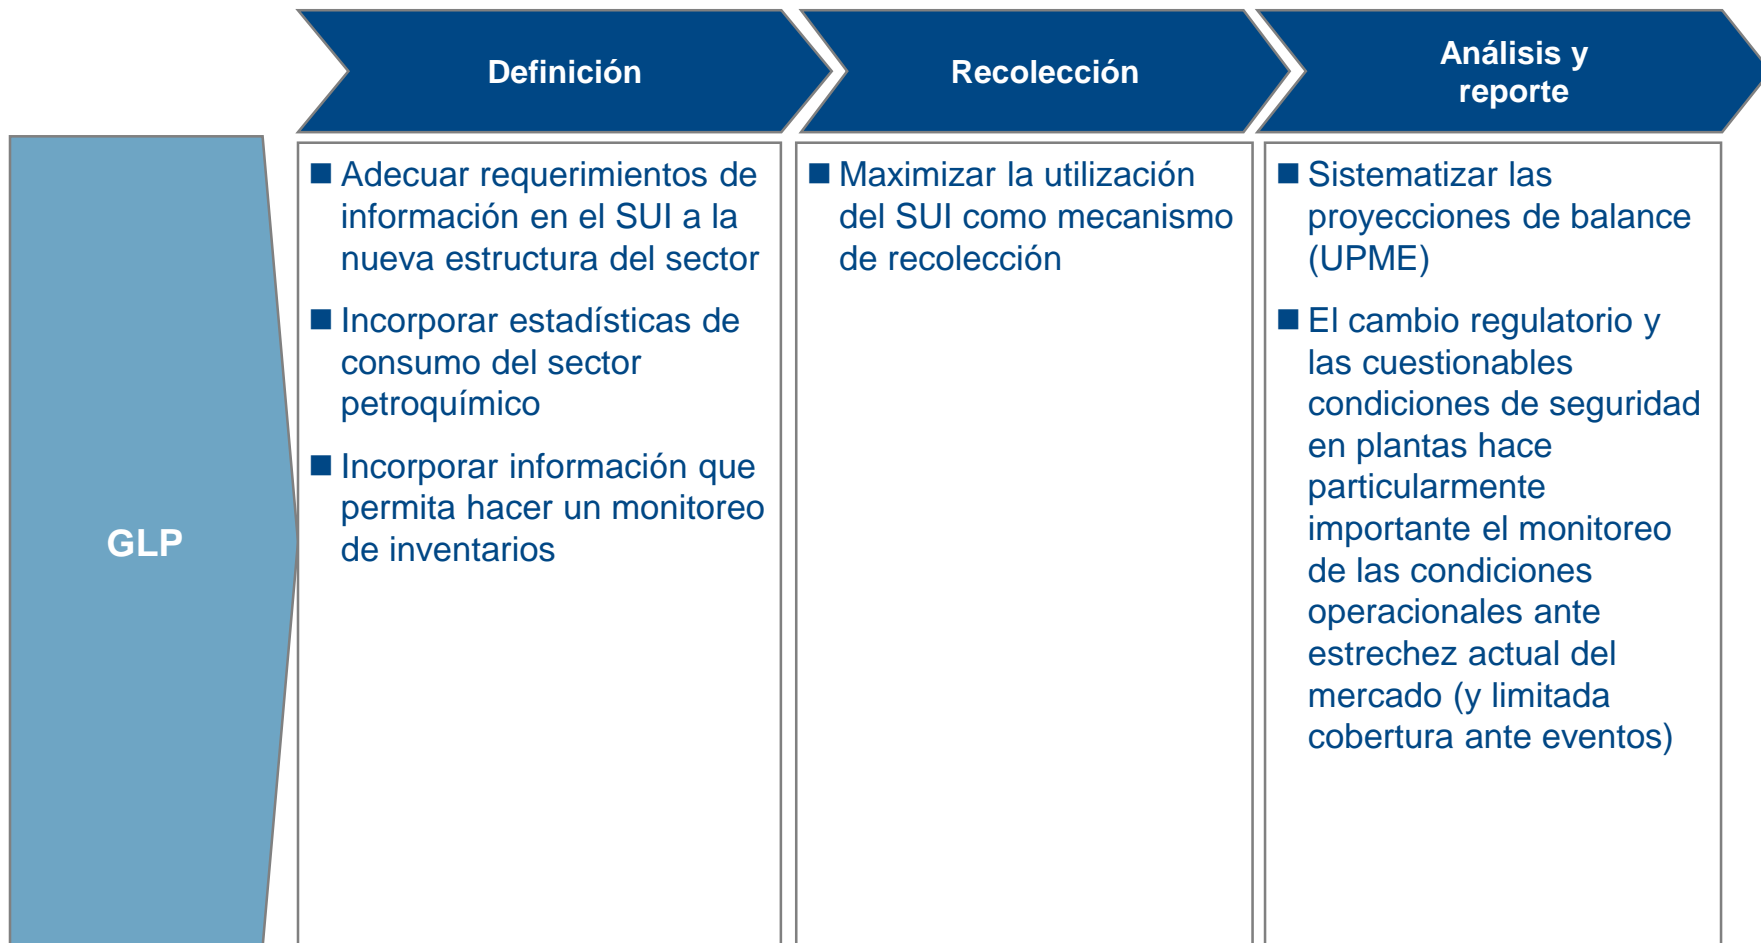 Definición
Recolección
Análisis y
reporte
GLP
■ Adecuar requerimientos de
información en el SUI a la
nueva estructura del sector
■ Incorporar estadísticas de
consumo del sector
petroquímico
■ Incorporar información que
permita hacer un monitoreo
de inventarios
■ Maximizar la utilización
del SUI como mecanismo
de recolección
■ Sistematizar las
proyecciones de balance
(UPME)
■ El cambio regulatorio y
las cuestionables
condiciones de seguridad
en plantas hace
particularmente
importante el monitoreo
de las condiciones
operacionales ante
estrechez actual del
mercado (y limitada
cobertura ante eventos)